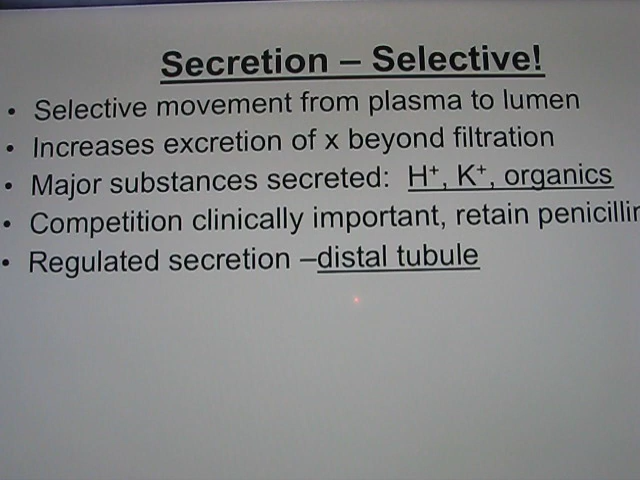 Secretion – Selective!
• Selective movement from plasma to lumen
• Increases excretion of x beyond filtration
• Major substances secreted: H⁺, K⁺, organics
• Competition clinically important, retain
• Regulated secretion –distal tubule